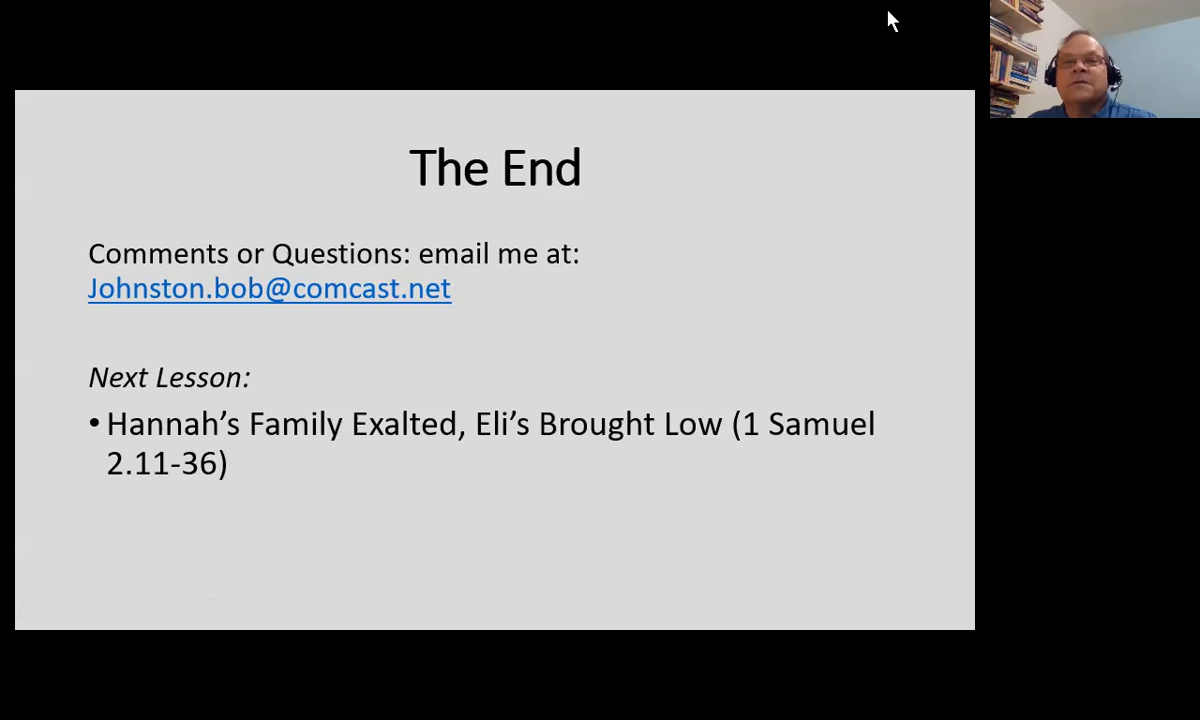 The End
Comments or Questions: email me at:
Johnston.bob@comcast.net
Next Lesson:
•Hannah’s Family Exalted, Eli’s Brought Low (1 Samuel
2.11-36)